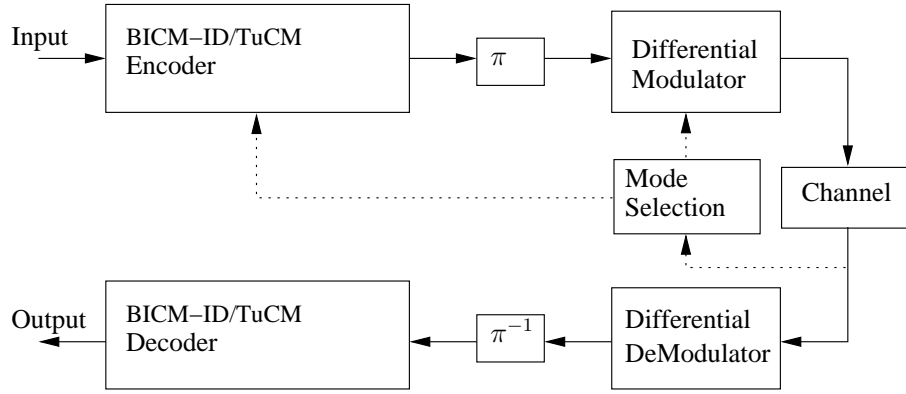 Input
BICM–ID/TuCM
Encoder
π
Differential
Modulator
Mode
Selection
Channel
Output
BICM–ID/TuCM
Decoder
π⁻¹
Differential
DeModulator